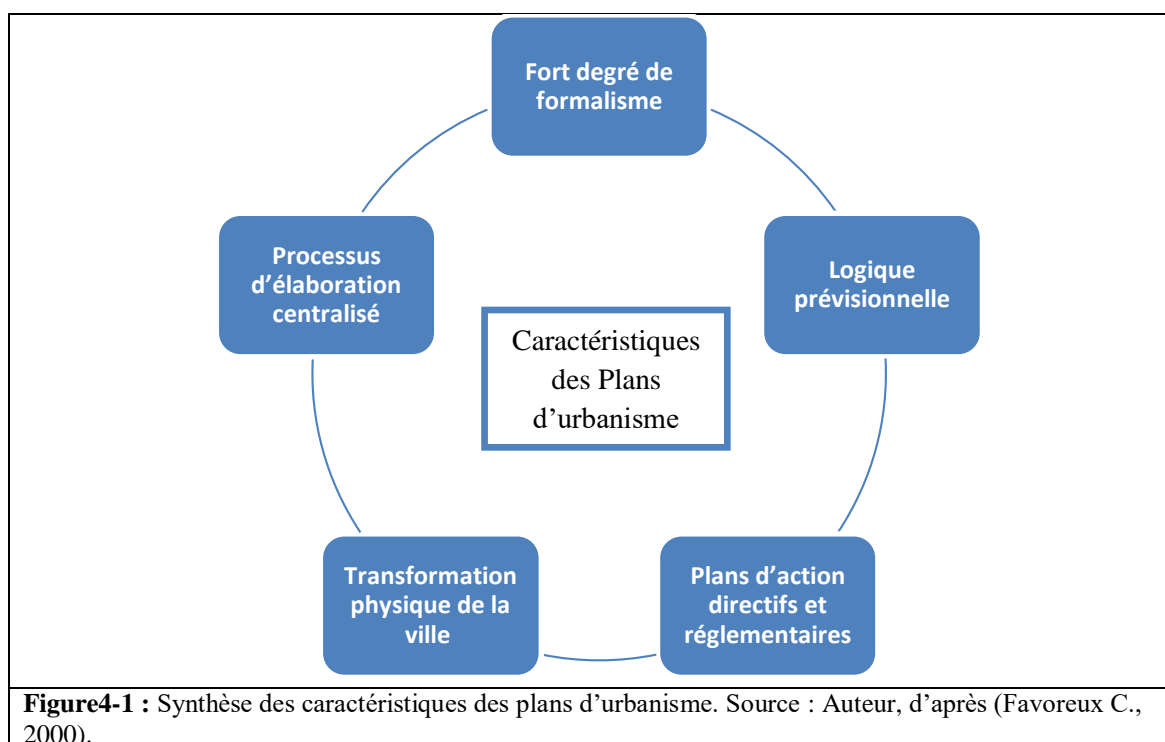 Fort degré de
formalisme
Processus
d'élaboration
centralisé
Logique
prévisionnelle
Caractéristiques
des Plans
d'urbanisme
Transformation
physique de la
ville
Plans d'action
directifs et
réglementaires
Figure4-1 : Synthèse des caractéristiques des plans d'urbanisme. Source : Auteur, d'après (Favoreux C.,
2000).